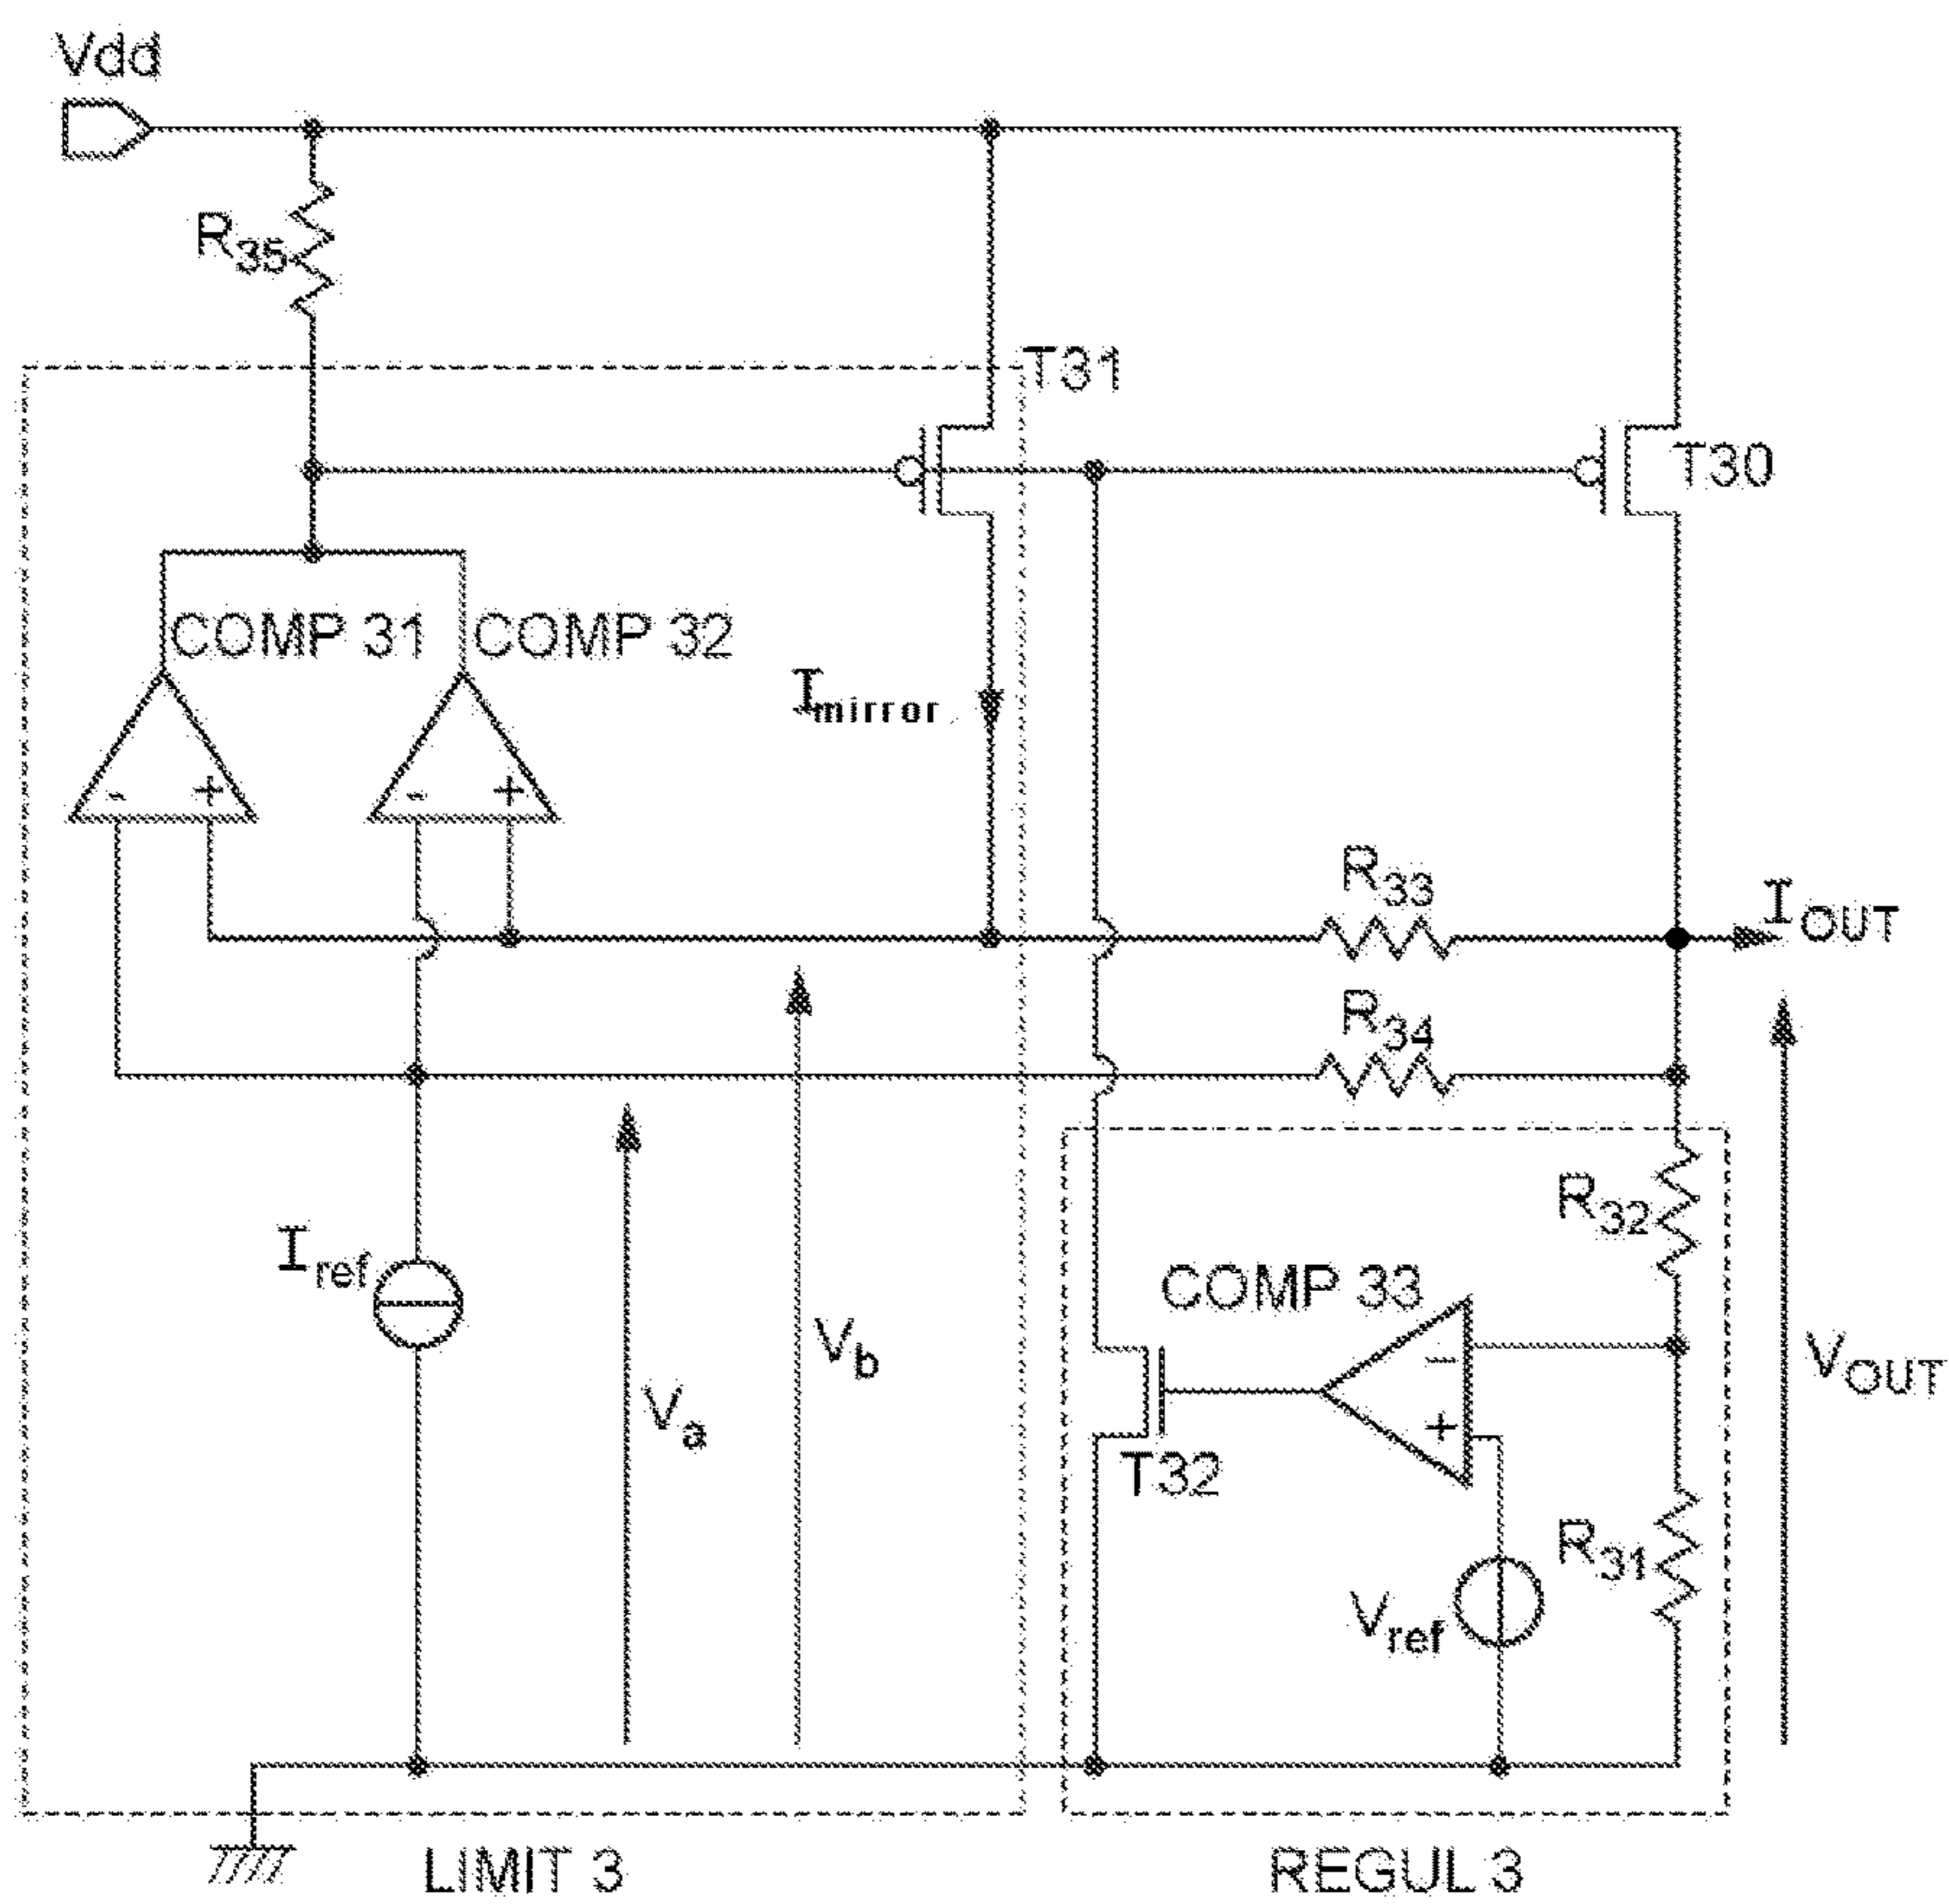 Vdd
R35
T31
T30
COMP 31
COMP 32
Imirror
- + - +
R33
IOUT
R34
R32
Iref
COMP 33
Vb
Va
−
+
VOUT
T32
R31
Vref
LIMIT 3
REGUL 3